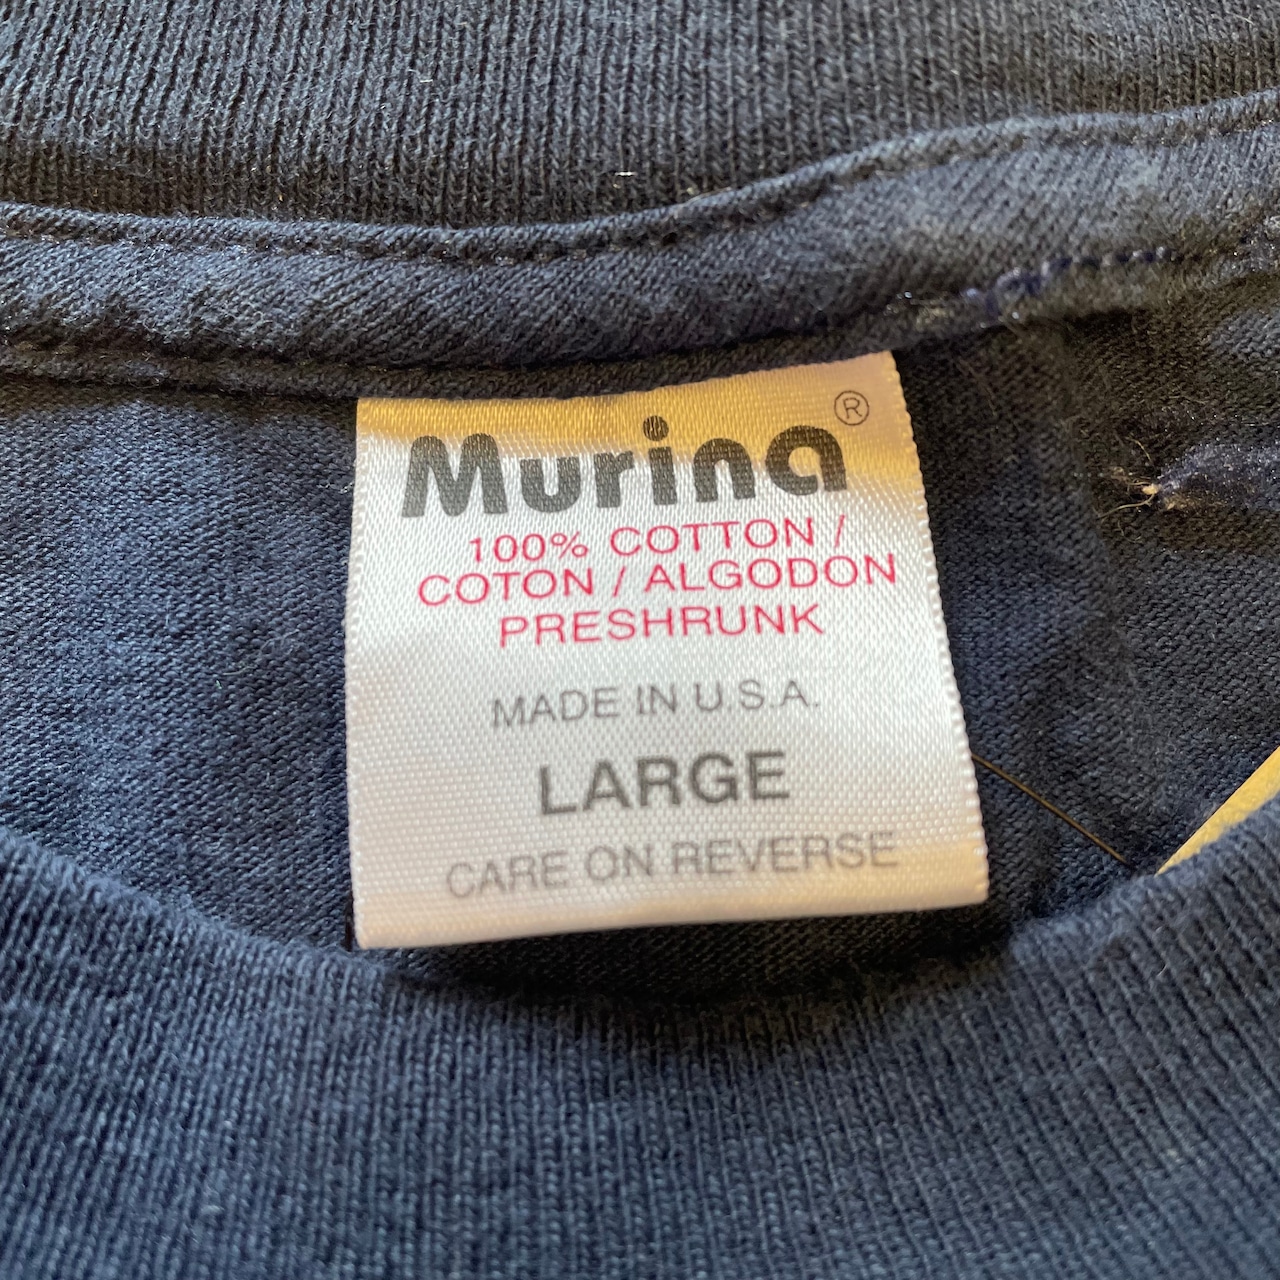 Murina®
100% COTTON /
COTON / ALGODON
PRESHRUNK
MADE IN U.S.A.
LARGE
CARE ON REVERSE